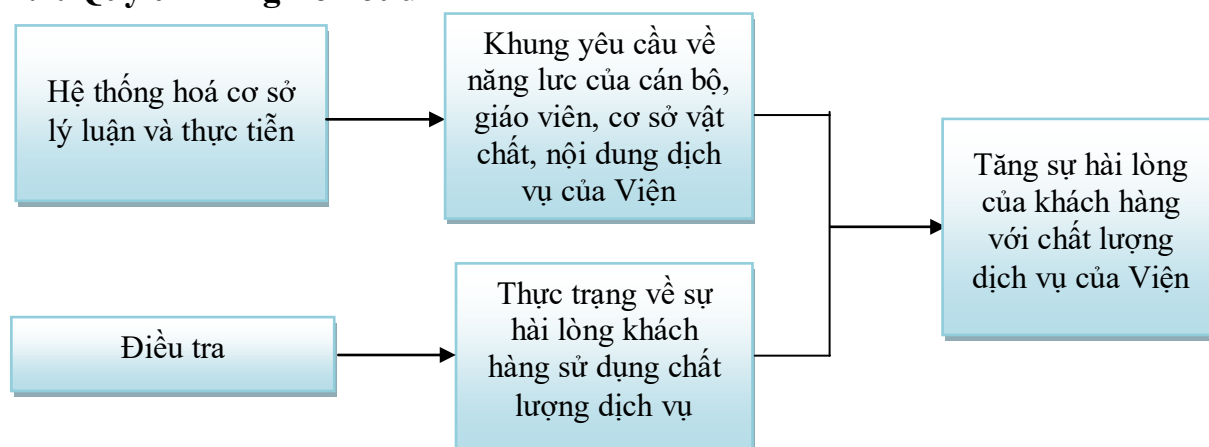 Hệ thống hoá cơ sở
lý luận và thực tiễn
Khung yêu cầu về
năng lưc của cán bộ,
giáo viên, cơ sở vật
chất, nội dung dịch
vụ của Viện
Tăng sự hài lòng
của khách hàng
với chất lượng
dịch vụ của Viện
Điều tra
Thực trạng về sự
hài lòng khách
hàng sử dụng chất
lượng dịch vụ